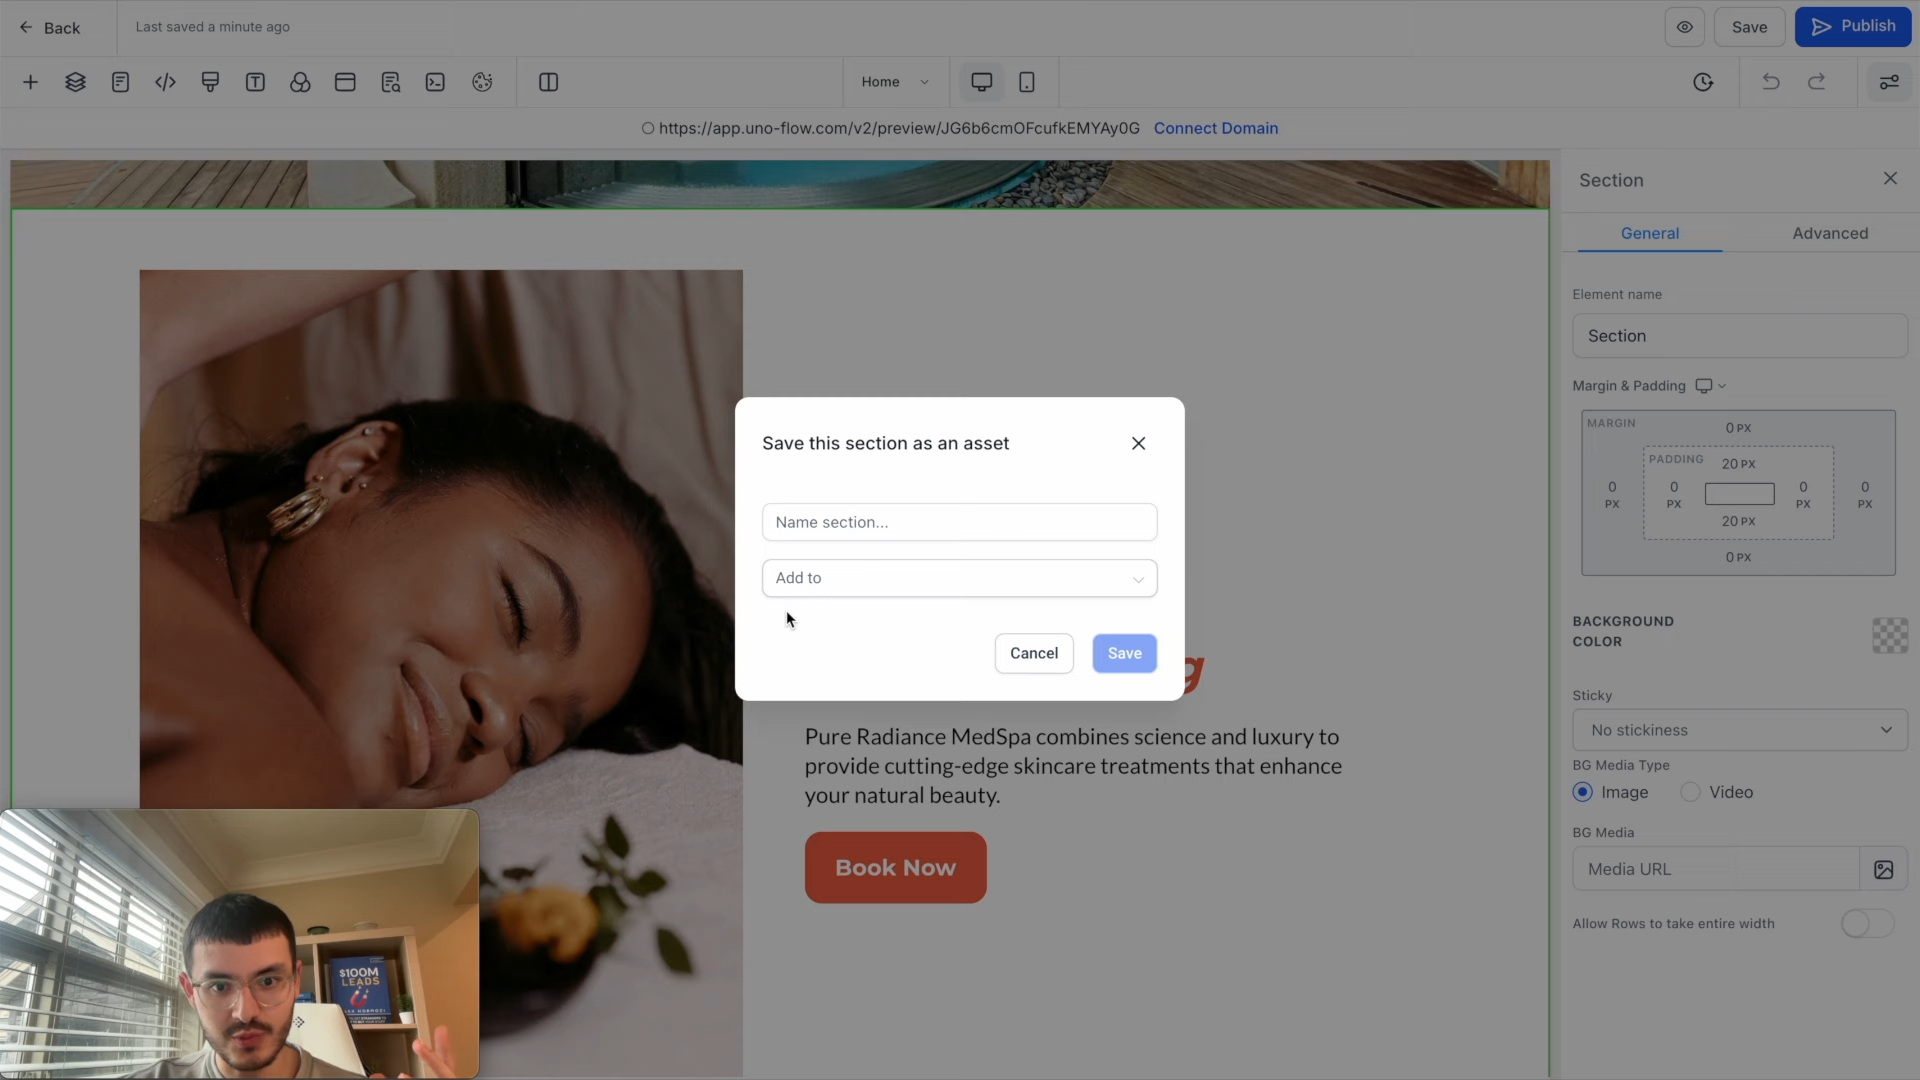 Back
Last saved a minute ago
Save
Publish
Home
https://app.uno-flow.com/v2/preview/JG6b6cmOFcufkEMYAy0G Connect Domain
Section
General
Advanced
Element name
Section
Margin & Padding
MARGIN
0 PX
PADDING
20 PX
0 PX
0 PX
0 PX
0 PX
20 PX
0 PX
BACKGROUND
COLOR
Sticky
No stickiness
BG Media Type
Image
Video
BG Media
Media URL
Allow Rows to take entire width
Save this section as an asset
Name section...
Add to
Cancel
Save
g
Pure Radiance MedSpa combines science and luxury to
provide cutting-edge skincare treatments that enhance
your natural beauty.
Book Now
$100M
LEADS